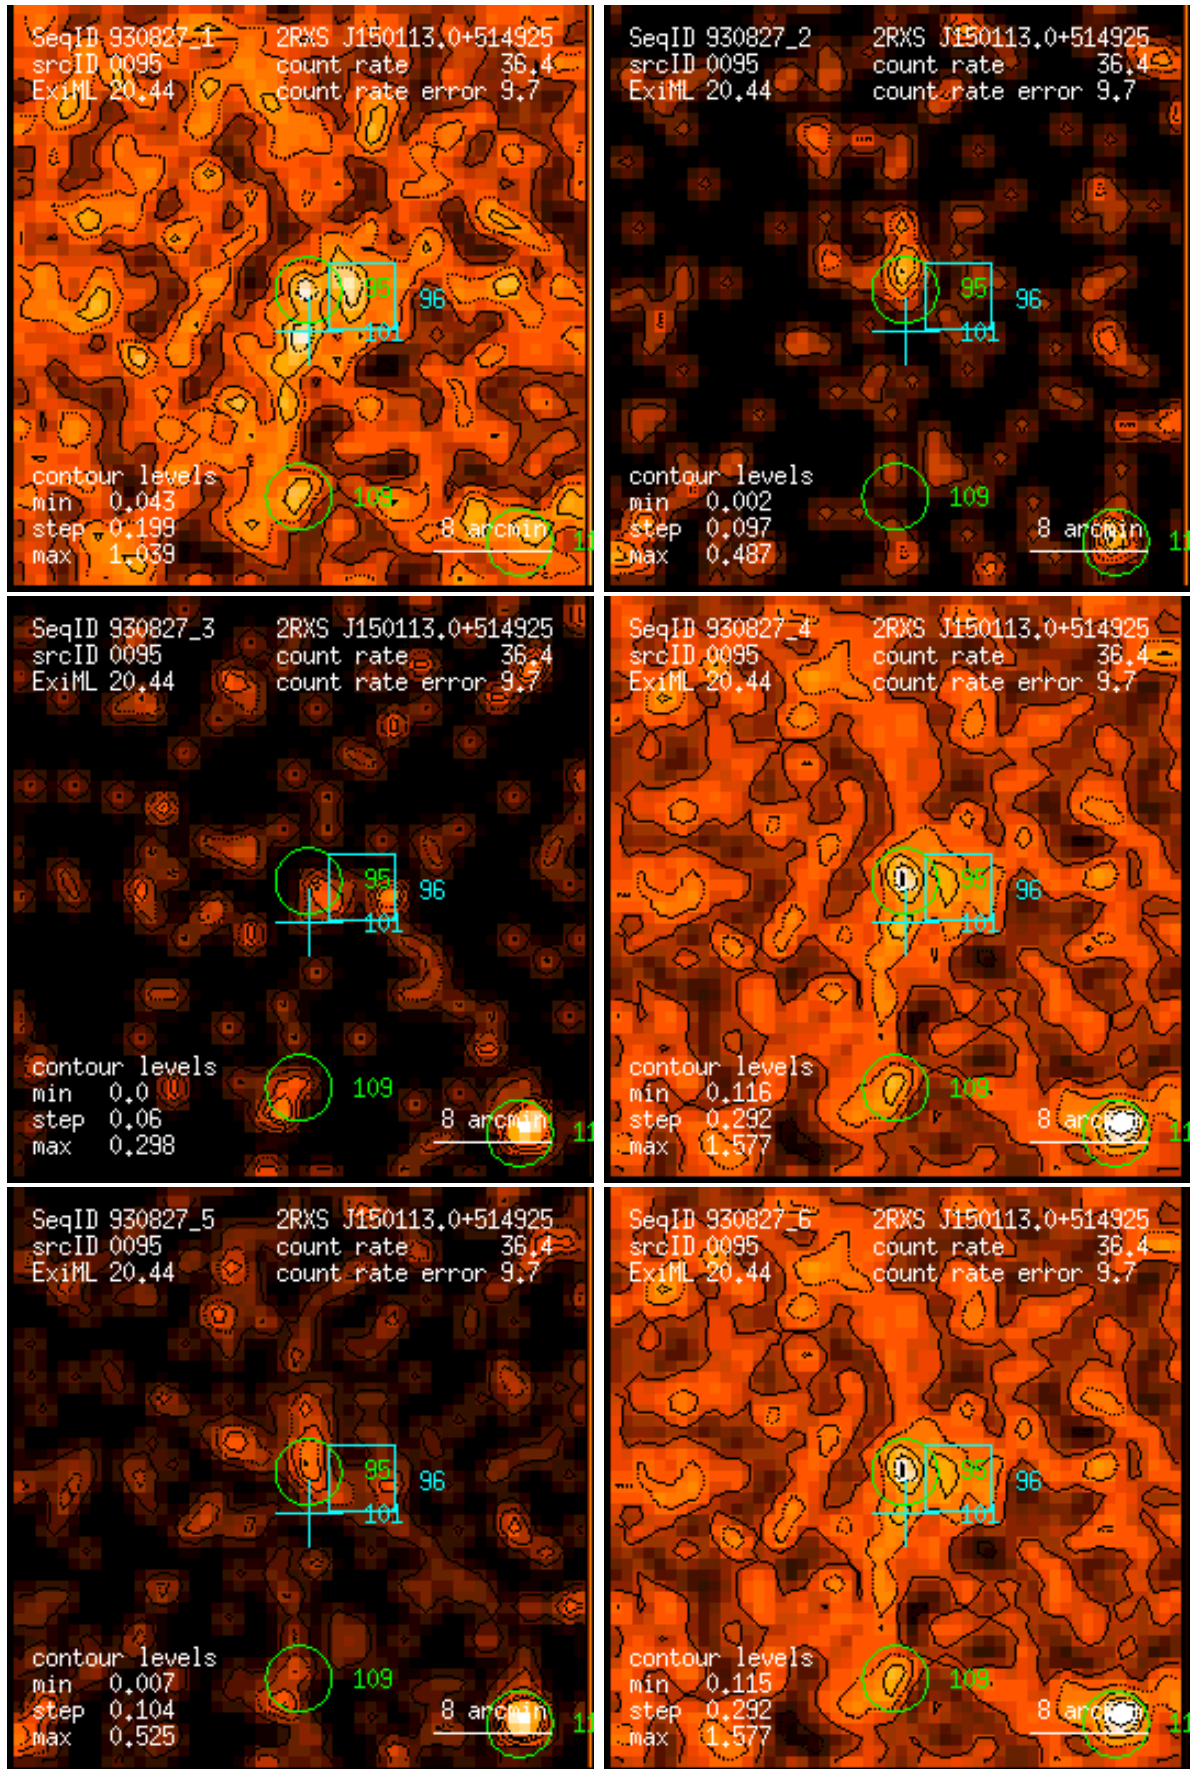 SeqID 930827_1 2RXS J150113.0+514925
srcID 0095 count rate 36.4
ExiML 20.44 count rate error 9.7
95
96
101
contour levels
min 0.043
109
step 0.199
8 arcmin
max 1.039
11
SeqID 930827_2 2RXS J150113.0+514925
srcID 0095 count rate 36.4
ExiML 20.44 count rate error 9.7
95
96
101
contour levels
min 0.002
109
step 0.097
8 arcmin
max 0.487
11
SeqID 930827_3 2RXS J150113.0+514925
srcID 0095 count rate 36.4
ExiML 20.44 count rate error 9.7
95
96
101
contour levels
min 0.0
109
step 0.06
8 arcmin
max 0.298
11
SeqID 930827_4 2RXS J150113.0+514925
srcID 0095 count rate 36.4
ExiML 20.44 count rate error 9.7
95
96
101
contour levels
min 0.116
109
step 0.292
8 arcmin
max 1.577
11
SeqID 930827_5 2RXS J150113.0+514925
srcID 0095 count rate 36.4
ExiML 20.44 count rate error 9.7
95
96
101
contour levels
min 0.007
109
step 0.104
8 arcmin
max 0.525
11
SeqID 930827_6 2RXS J150113.0+514925
srcID 0095 count rate 36.4
ExiML 20.44 count rate error 9.7
95
96
101
contour levels
min 0.115
109
step 0.292
8 arcmin
max 1.577
11